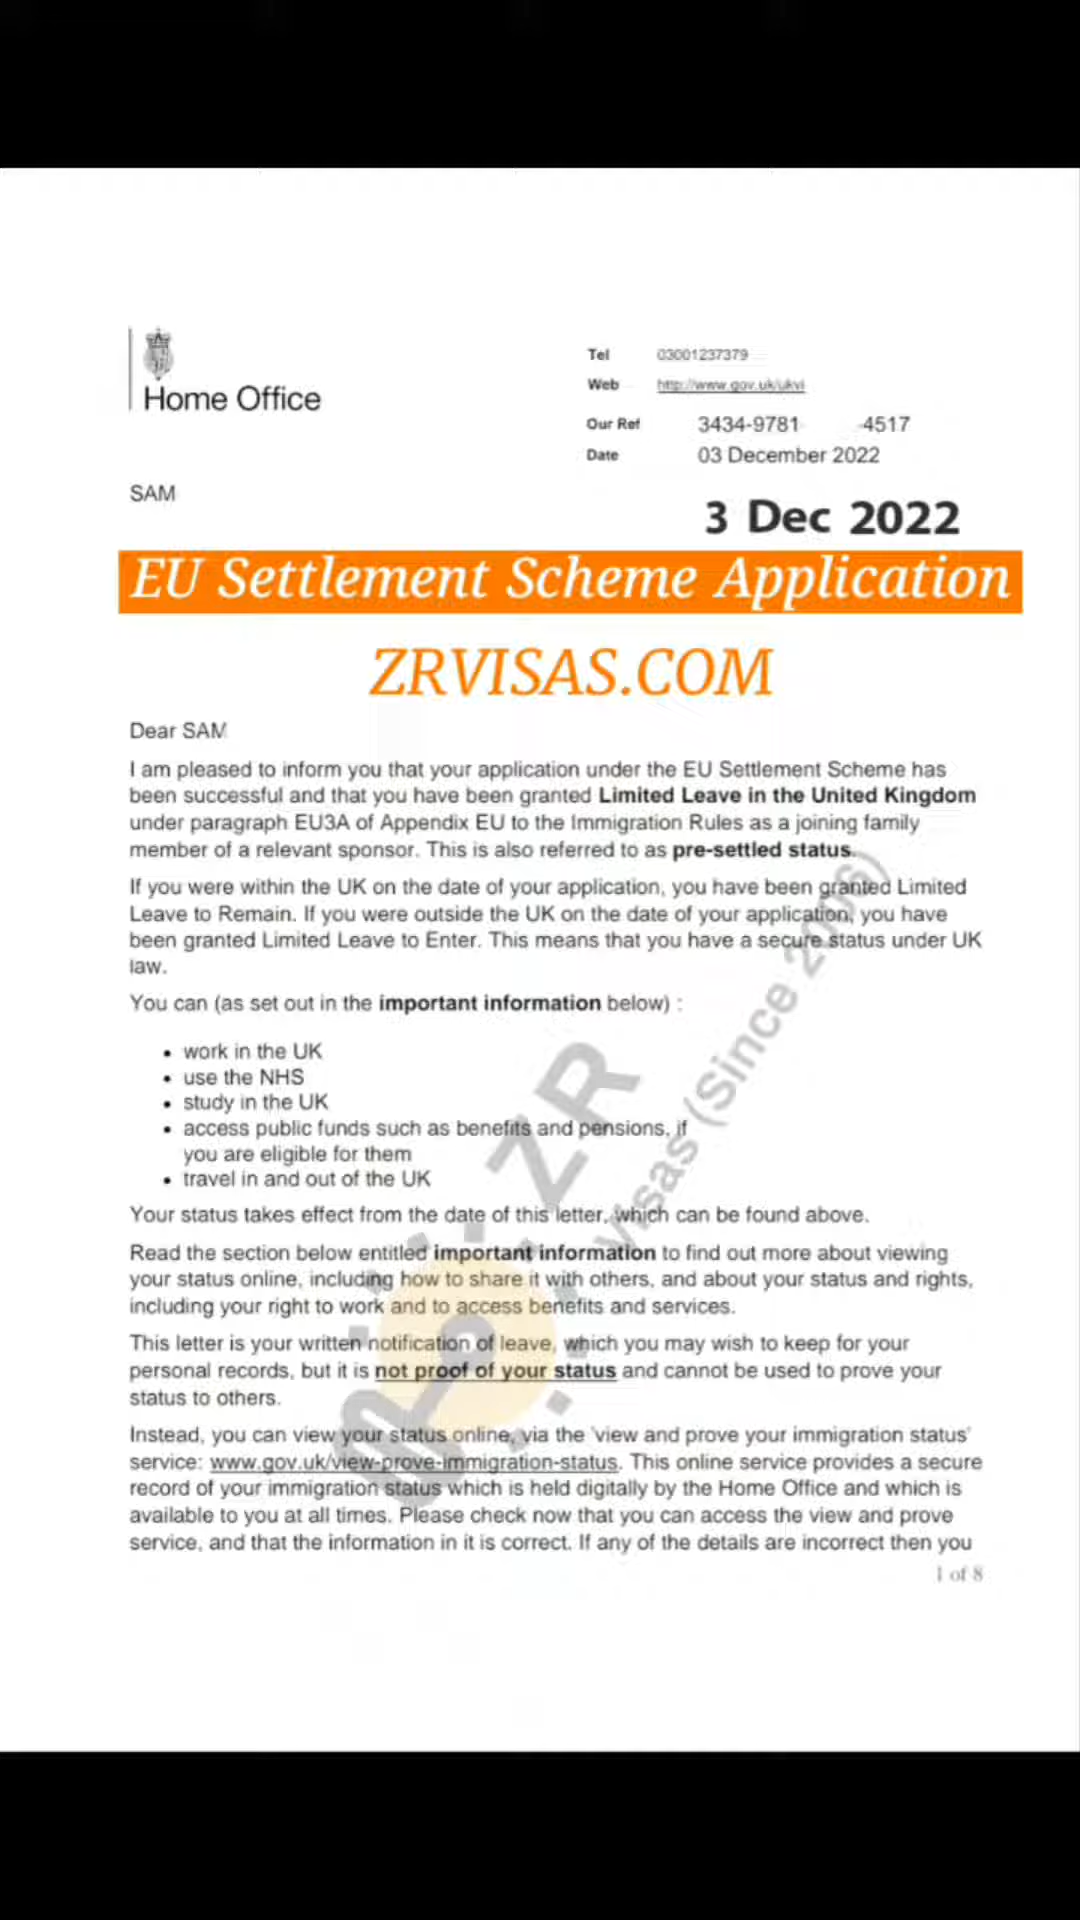 Home Office
Tel 03001237379
Web http://www.gov.uk/ukvi
Our Ref 3434-9781 -4517
Date 03 December 2022
SAM
3 Dec 2022
EU Settlement Scheme Application
ZRVISAS.COM
Dear SAM
I am pleased to inform you that your application under the EU Settlement Scheme has
been successful and that you have been granted Limited Leave in the United Kingdom
under paragraph EU3A of Appendix EU to the Immigration Rules as a joining family
member of a relevant sponsor. This is also referred to as pre-settled status.
If you were within the UK on the date of your application, you have been granted Limited
Leave to Remain. If you were outside the UK on the date of your application, you have
been granted Limited Leave to Enter. This means that you have a secure status under UK
law.
You can (as set out in the important information below) :
• work in the UK
• use the NHS
• study in the UK
• access public funds such as benefits and pensions, if
you are eligible for them
• travel in and out of the UK
Your status takes effect from the date of this letter, which can be found above.
Read the section below entitled important information to find out more about viewing
your status online, including how to share it with others, and about your status and rights,
including your right to work and to access benefits and services.
This letter is your written notification of leave, which you may wish to keep for your
personal records, but it is not proof of your status and cannot be used to prove your
status to others.
Instead, you can view your status online, via the 'view and prove your immigration status'
service: www.gov.uk/view-prove-immigration-status. This online service provides a secure
record of your immigration status which is held digitally by the Home Office and which is
available to you at all times. Please check now that you can access the view and prove
service, and that the information in it is correct. If any of the details are incorrect then you
1 of 8
ZR
visas (Since 2006)